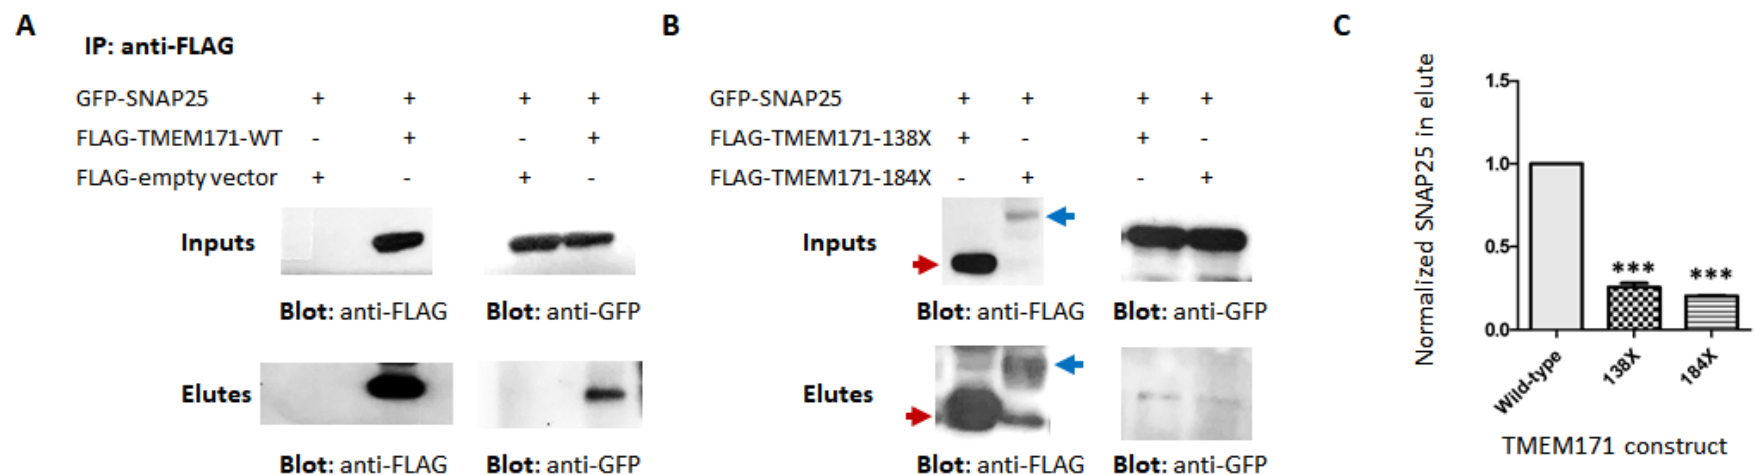 A
IP: anti-FLAG
GFP-SNAP25 + + + +
FLAG-TMEM171-WT - + - +
FLAG-empty vector + - + -
Inputs
Blot: anti-FLAG Blot: anti-GFP
Elutes
Blot: anti-FLAG Blot: anti-GFP
B
GFP-SNAP25 + + + +
FLAG-TMEM171-138X + - + -
FLAG-TMEM171-184X - + - +
Inputs
Blot: anti-FLAG Blot: anti-GFP
Elutes
Blot: anti-FLAG Blot: anti-GFP
C
Normalized SNAP25 in elute
1.5
1.0
0.5
0.0
*** ***
Wild-type 138X 184X
TMEM171 construct